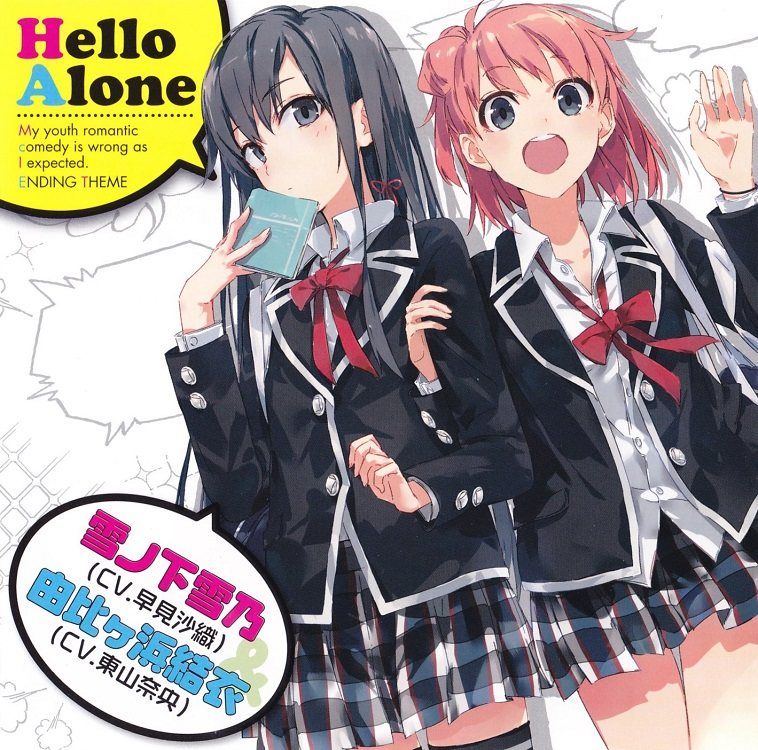 Hello
Alone
My youth romantic
comedy is wrong as
I expected.
ENDING THEME
雪ノ下雪乃
(CV.早見沙織)
&
由比ヶ浜結衣
(CV.東山奈央)